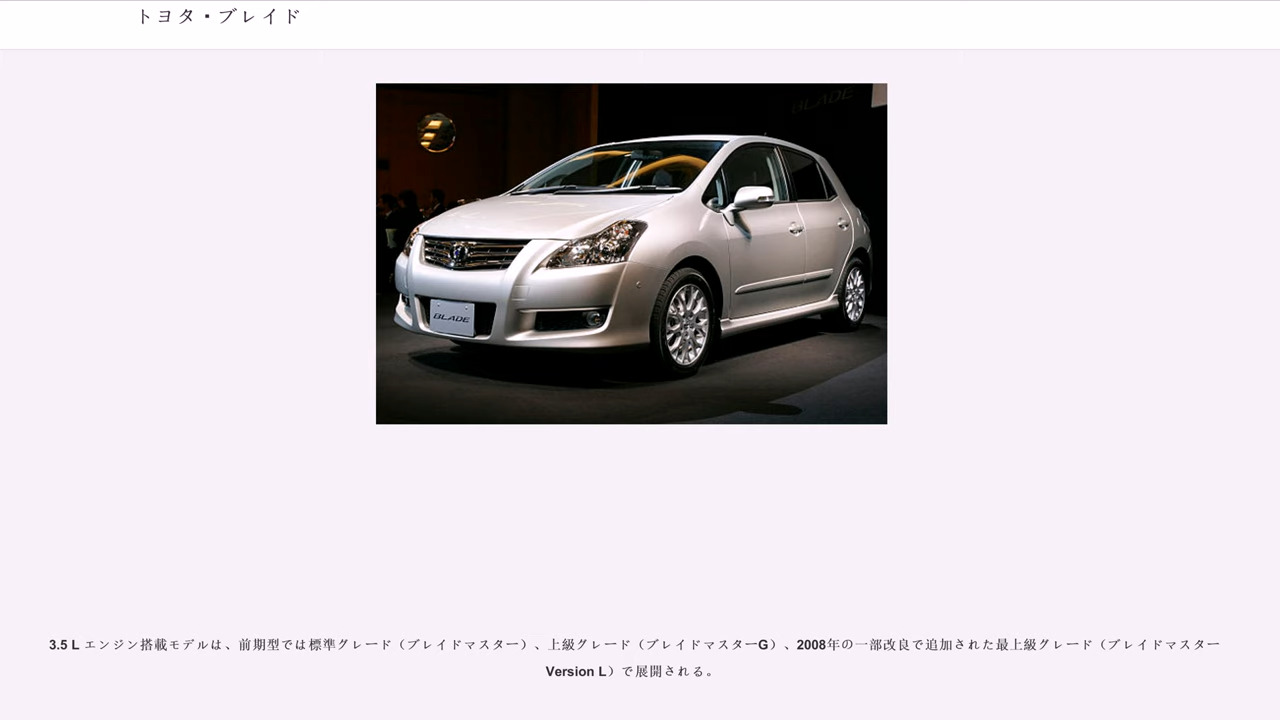 トヨタ・ブレイド
BLADE
BLADE
3.5 L エンジン搭載モデルは、前期型では標準グレード（ブレイドマスター）、上級グレード（ブレイドマスターG）、2008年の一部改良で追加された最上級グレード（ブレイドマスター
Version L）で展開される。